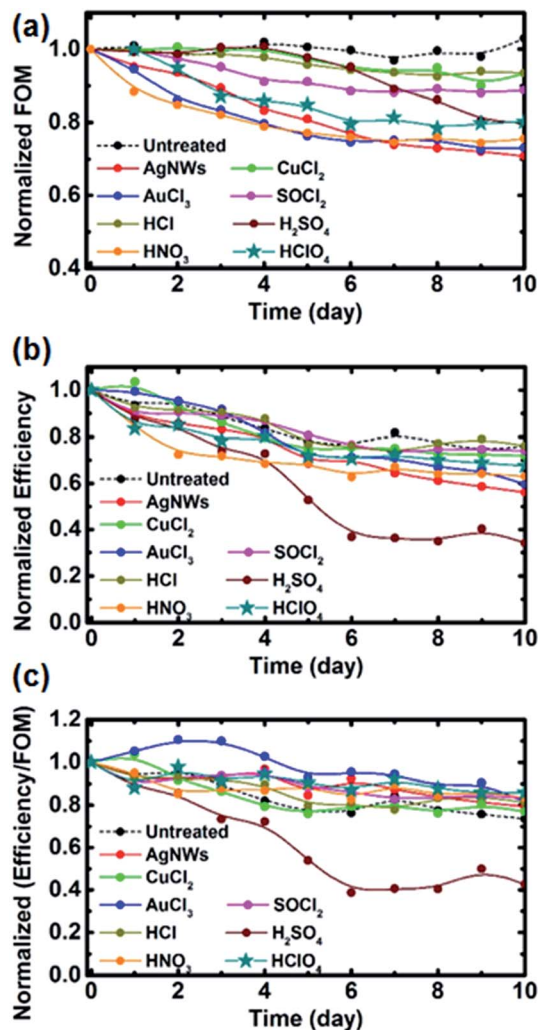 (a)
Normalized FOM
1.0
0.8
0.6
0.4
Untreated
AgNWs
CuCl2
AuCl3
SOCl2
HCl
H2SO4
HNO3
HClO4
0 2 4 6 8 10
Time (day)
(b)
Normalized Efficiency
1.0
0.8
0.6
0.4
0.2
0.0
Untreated
AgNWs
CuCl2
AuCl3
SOCl2
HCl
H2SO4
HNO3
HClO4
0 2 4 6 8 10
Time (day)
(c)
Normalized (Efficiency/FOM)
1.2
1.0
0.8
0.6
0.4
0.2
0.0
Untreated
AgNWs
CuCl2
AuCl3
SOCl2
HCl
H2SO4
HNO3
HClO4
0 2 4 6 8 10
Time (day)